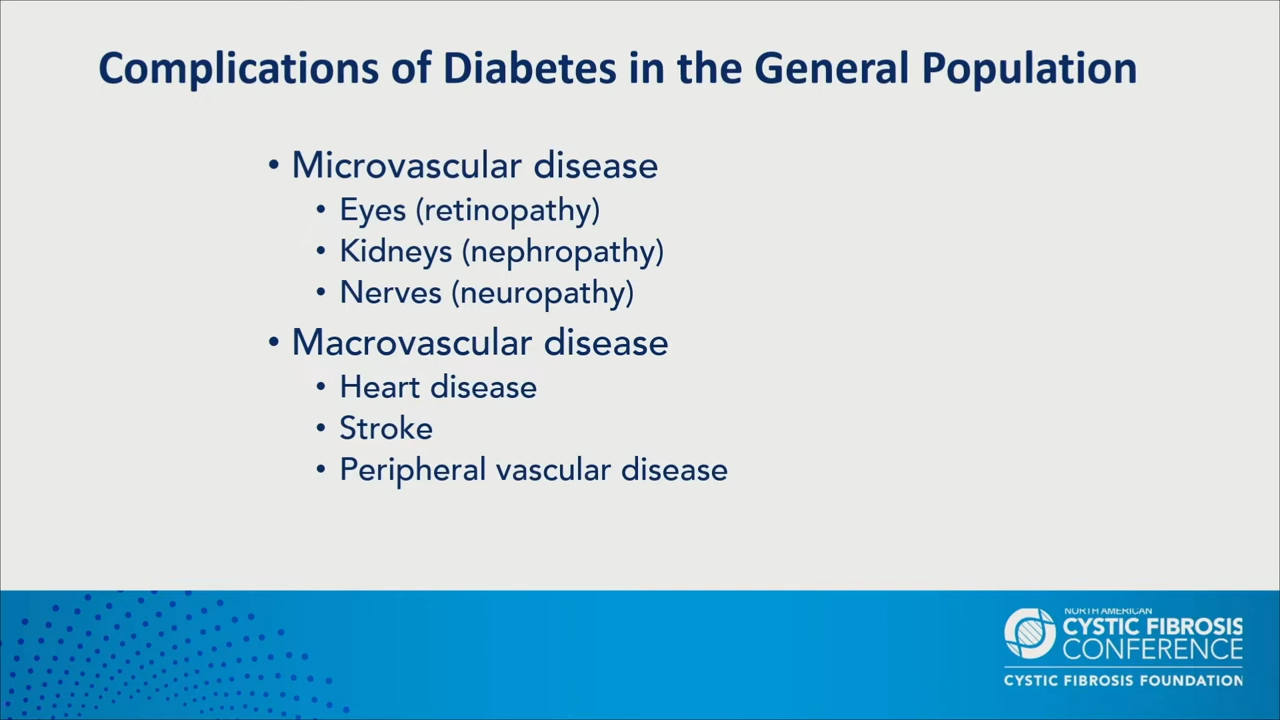 Complications of Diabetes in the General Population
• Microvascular disease
• Eyes (retinopathy)
• Kidneys (nephropathy)
• Nerves (neuropathy)
• Macrovascular disease
• Heart disease
• Stroke
• Peripheral vascular disease
NORTH AMERICAN
CYSTIC FIBROSIS
CONFERENCE
CYSTIC FIBROSIS FOUNDATION